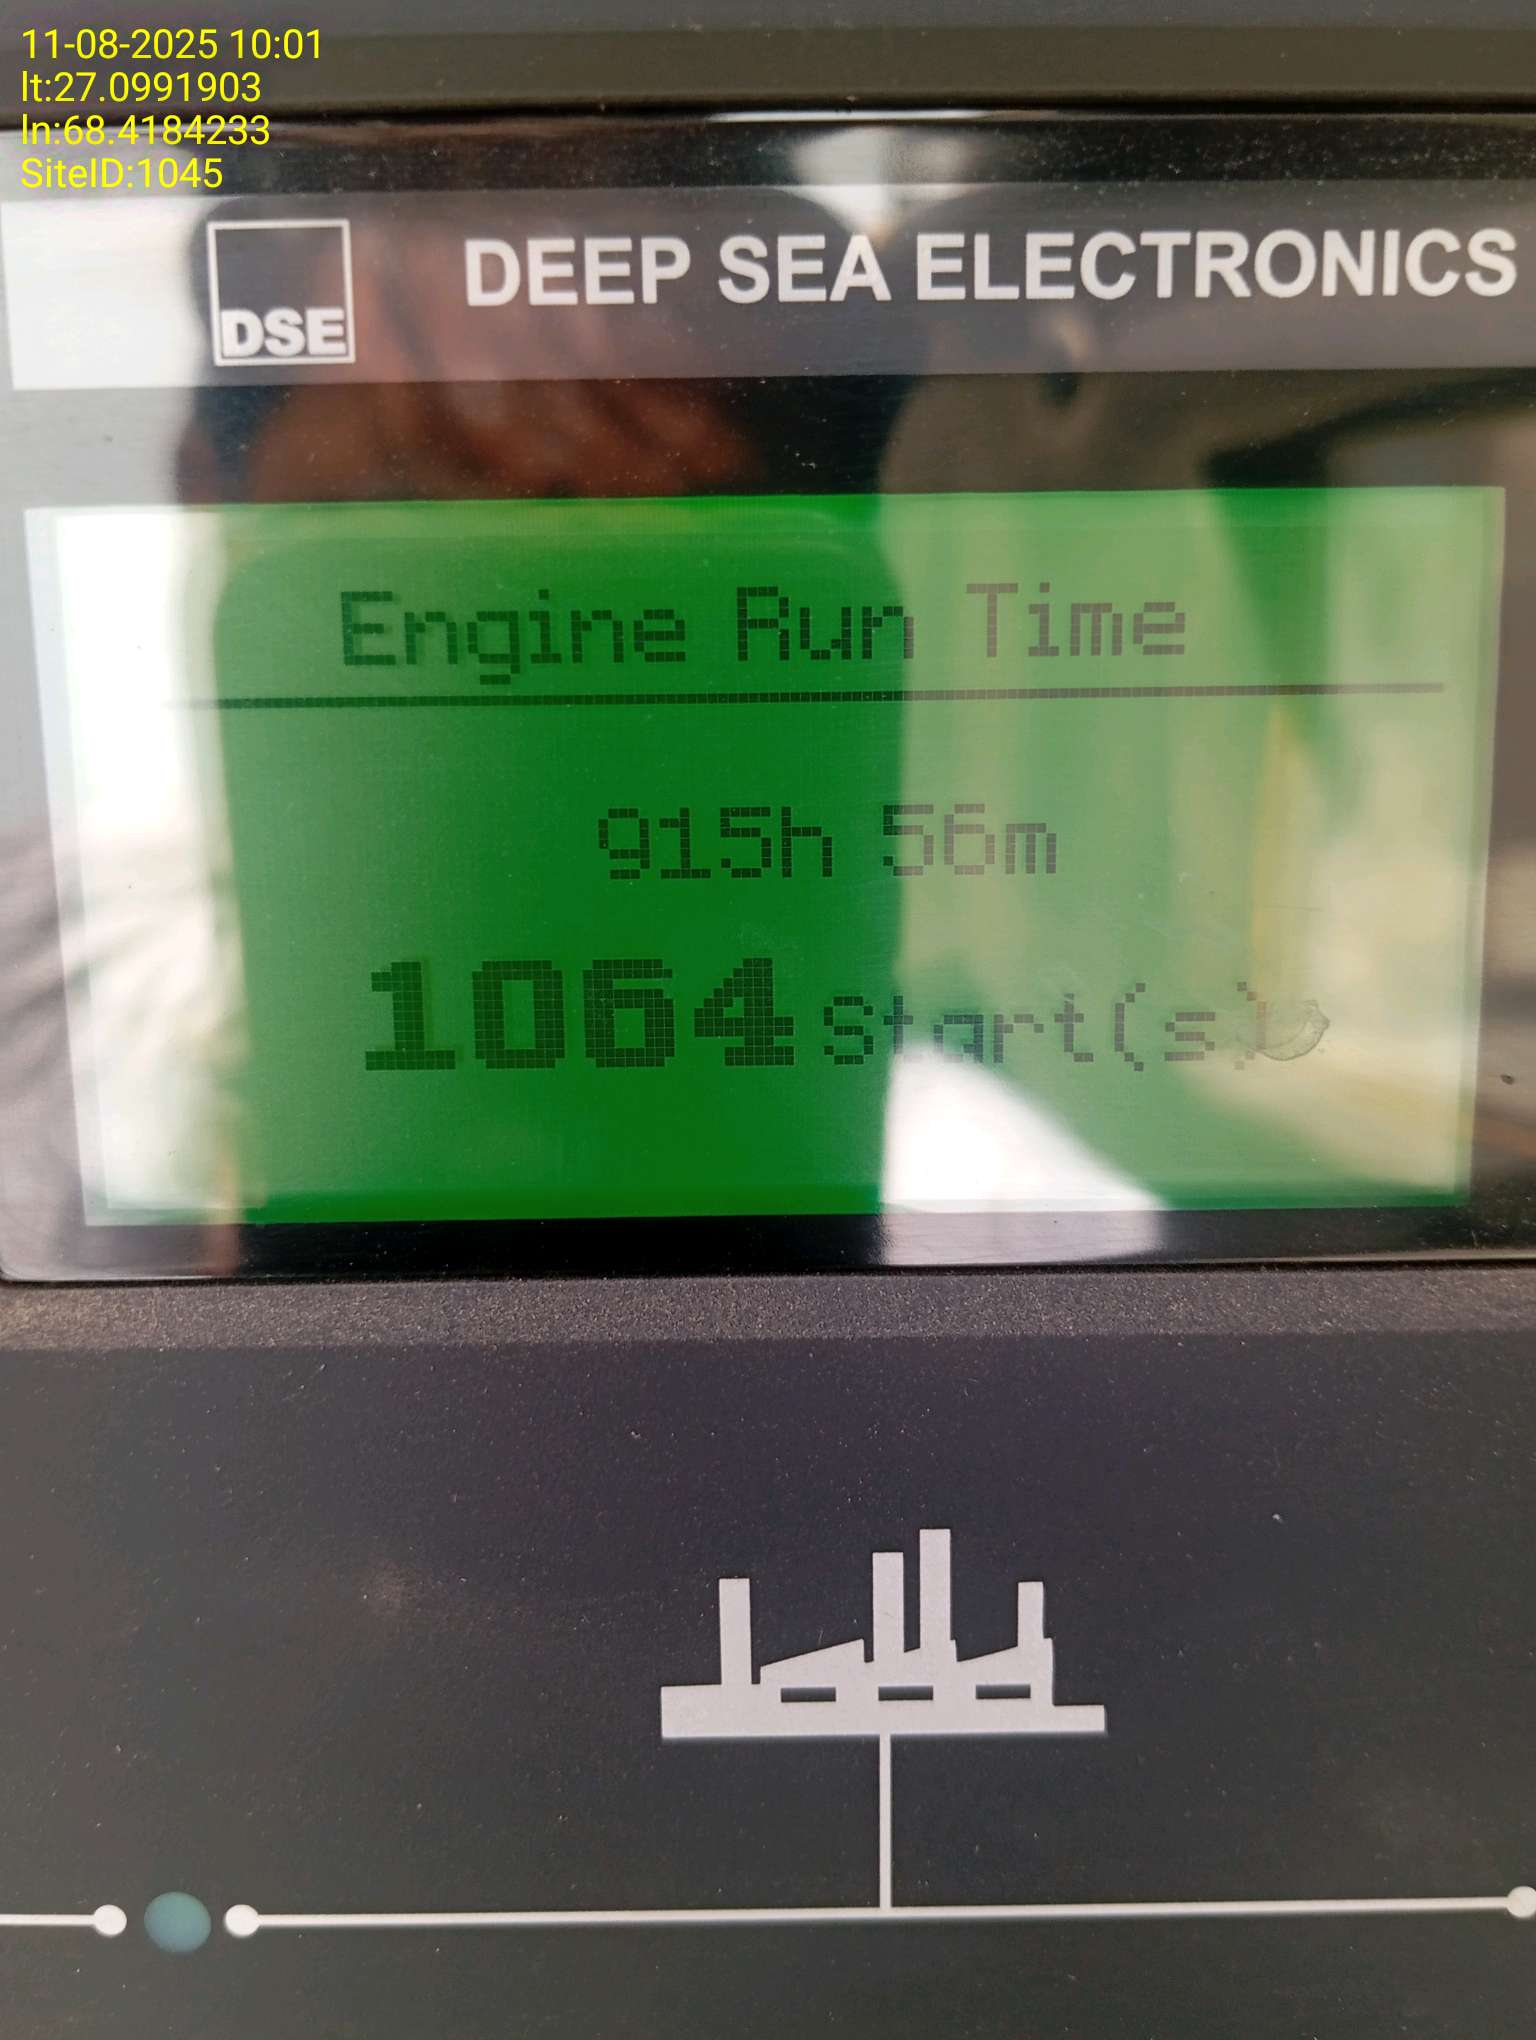 11-08-2025 10:01
lt:27.0991903
ln:68.4184233
SiteID:1045
DSE DEEP SEA ELECTRONICS
Engine Run Time
915h 56m
1064 Start(s)